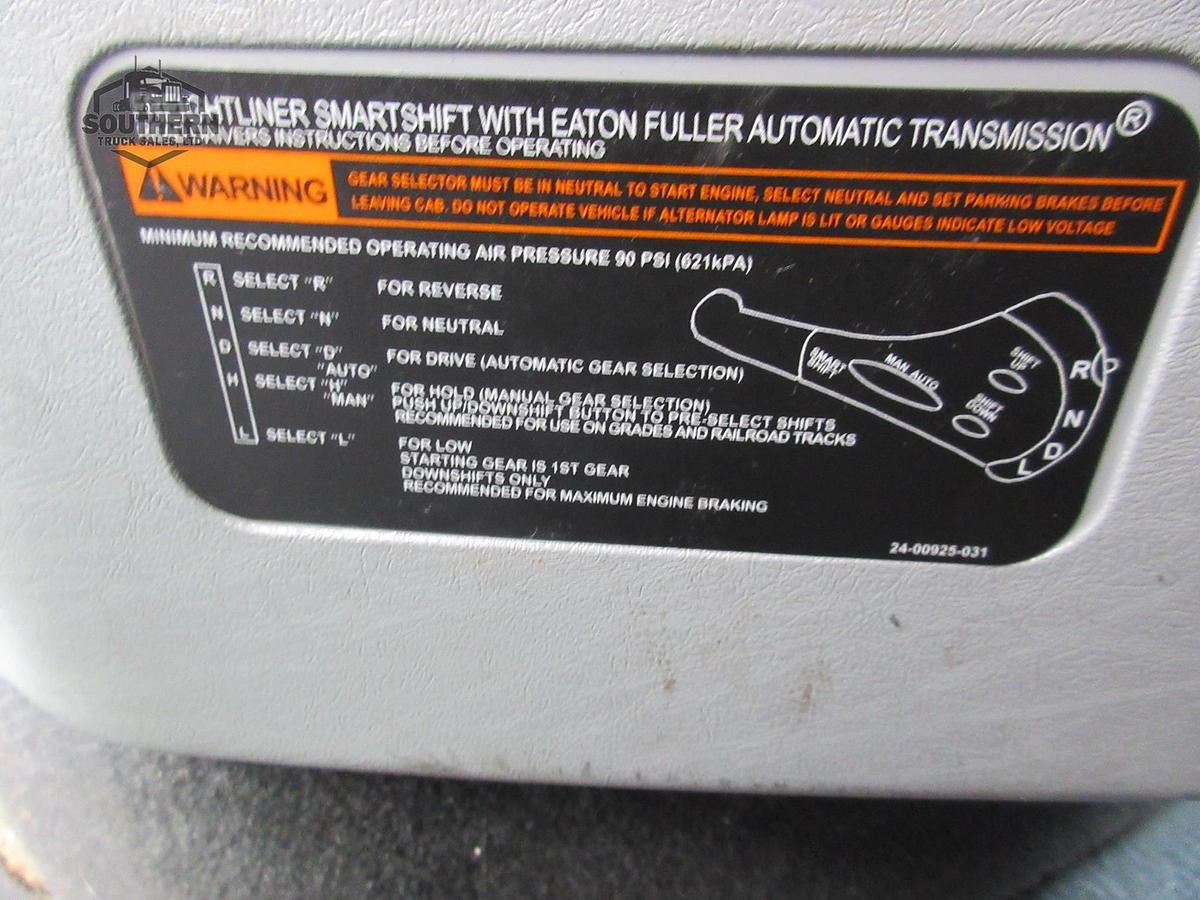 SOUTHERN
TRUCK SALES, LTD
HTLINER SMARTSHIFT WITH EATON FULLER AUTOMATIC TRANSMISSION®
INSTRUCTIONS BEFORE OPERATING
WARNING
GEAR SELECTOR MUST BE IN NEUTRAL TO START ENGINE, SELECT NEUTRAL AND SET PARKING BRAKES BEFORE
LEAVING CAB. DO NOT OPERATE VEHICLE IF ALTERNATOR LAMP IS LIT OR GAUGES INDICATE LOW VOLTAGE
MINIMUM RECOMMENDED OPERATING AIR PRESSURE 90 PSI (621kPA)
R SELECT "R" FOR REVERSE
N SELECT "N" FOR NEUTRAL
D SELECT "D" FOR DRIVE (AUTOMATIC GEAR SELECTION)
"AUTO"
H SELECT "H" FOR HOLD (MANUAL GEAR SELECTION)
"MAN" PUSH UP/DOWNSHIFT BUTTON TO PRE-SELECT SHIFTS
RECOMMENDED FOR USE ON GRADES AND RAILROAD TRACKS
L SELECT "L" FOR LOW
STARTING GEAR IS 1ST GEAR
DOWNSHIFTS ONLY
RECOMMENDED FOR MAXIMUM ENGINE BRAKING
SMART
SHIFT
MAN AUTO
SHIFT
UP
SHIFT
DOWN
R
N
D
L
24-00925-031